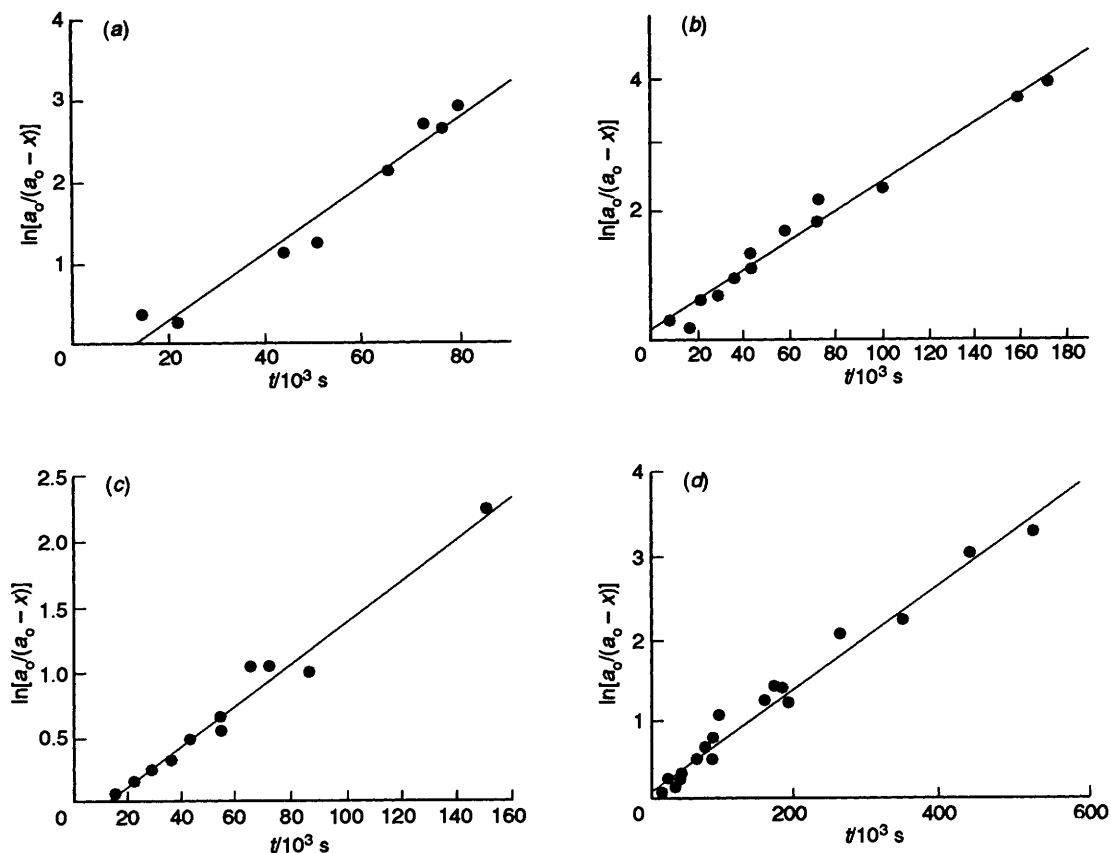 (a)
ln[a₀/(a₀ – x)]
4
3
2
1
0 20 40 60 80
t/10³ s
(b)
ln[a₀/(a₀ – x)]
4
2
0 20 40 60 80 100 120 140 160 180
t/10³ s
(c)
ln[a₀/(a₀ – x)]
2.5
2.0
1.5
1.0
0.5
0 20 40 60 80 100 120 140 160
t/10³ s
(d)
ln[a₀/(a₀ – x)]
4
3
2
1
0 200 400 600
t/10³ s